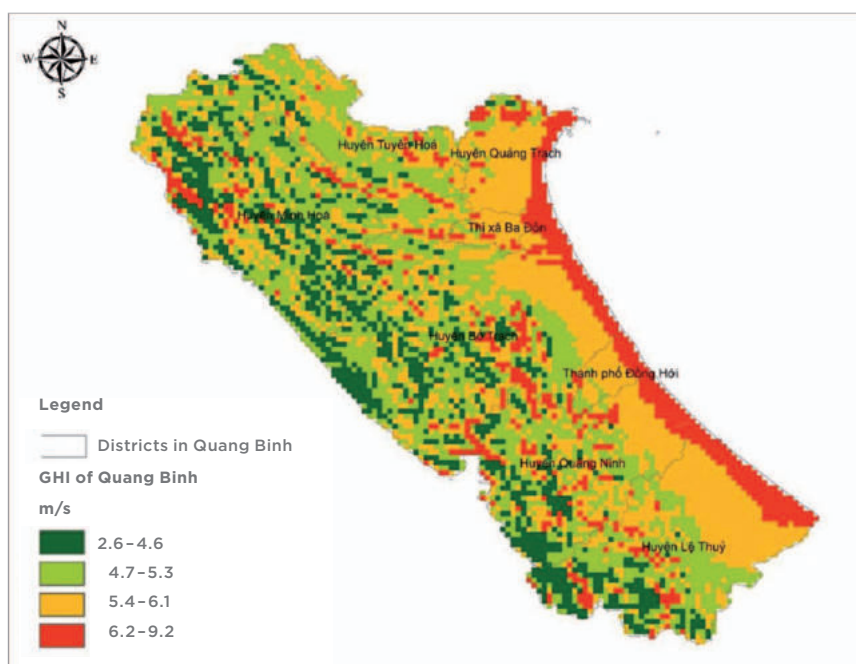 N
W E
S
Huyện Tuyên Hoá
Huyện Quảng Trạch
Huyện Minh Hoá
Thị xã Ba Đồn
Huyện Bố Trạch
Thành phố Đồng Hới
Huyện Quảng Ninh
Huyện Lệ Thuỷ
Legend
Districts in Quang Binh
GHI of Quang Binh
m/s
2.6–4.6
4.7–5.3
5.4–6.1
6.2–9.2